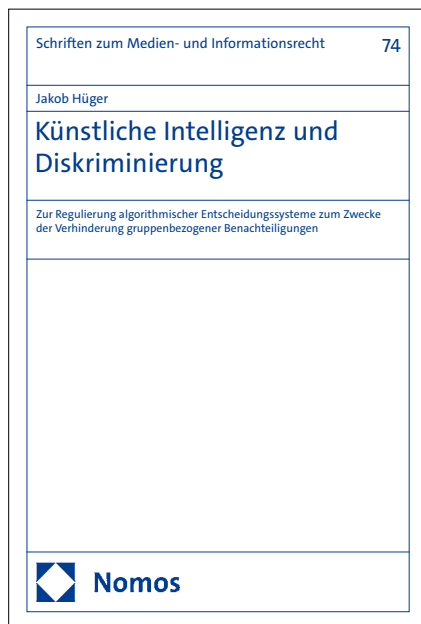 Schriften zum Medien- und Informationsrecht 74
Jakob Hüger
Künstliche Intelligenz und
Diskriminierung
Zur Regulierung algorithmischer Entscheidungssysteme zum Zwecke
der Verhinderung gruppenbezogener Benachteiligungen
Nomos